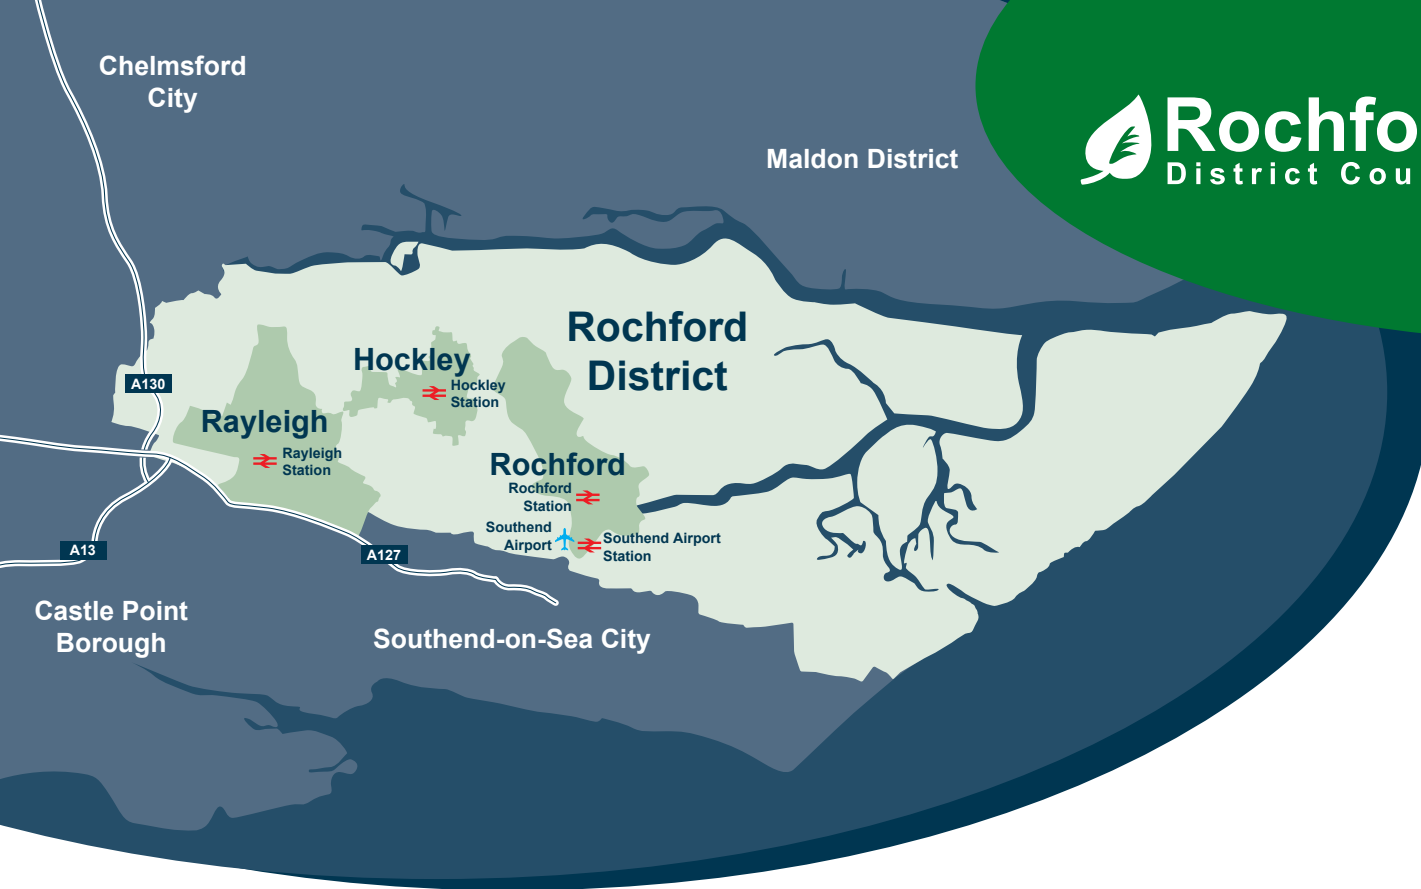 Chelmsford
City
Maldon District
Rochfo
District Cou
Rochford
District
Hockley
Hockley
Station
A130
Rayleigh
Rayleigh
Station
Rochford
Rochford
Station
Southend
Airport
Southend Airport
Station
A13
A127
Castle Point
Borough
Southend-on-Sea City